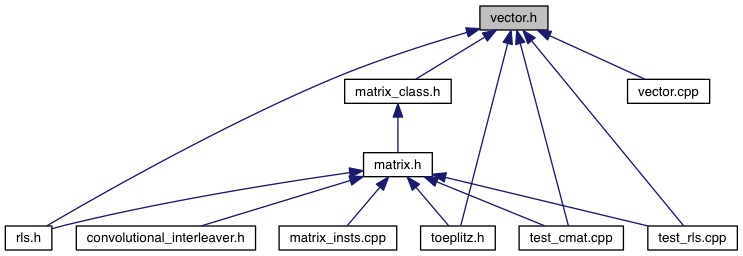 vector.h
matrix_class.h
vector.cpp
matrix.h
rls.h
convolutional_interleaver.h
matrix_insts.cpp
toeplitz.h
test_cmat.cpp
test_rls.cpp